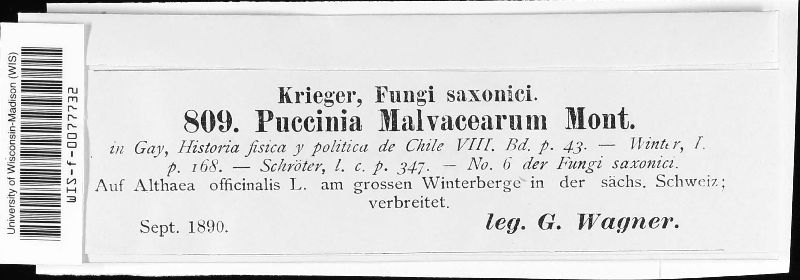 University of Wisconsin-Madison (WIS)
WIS-f-0077723
Krieger, Fungi saxonici.
809. Puccinia Malvacearum Mont.
in Gay, Historia fisica y politica de Chile VIII. Bd. p. 43. — Winter, I.
p. 168. — Schröter, l. c. p. 347. — No. 6 der Fungi saxonici.
Auf Althaea officinalis L. am grossen Winterberge in der sächs. Schweiz;
verbreitet.
Sept. 1890.
leg. G. Wagner.